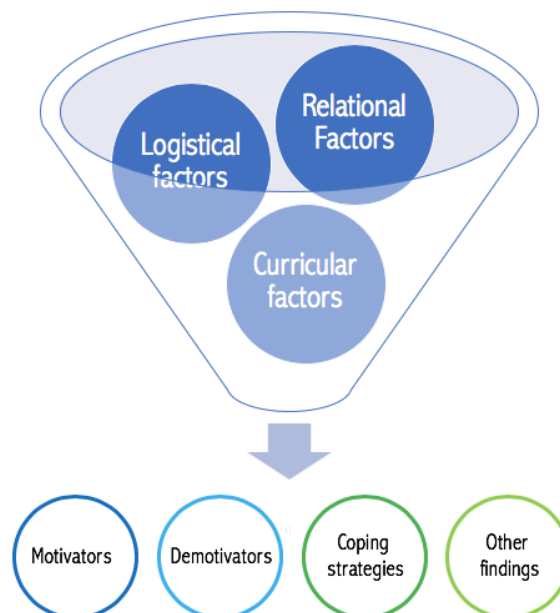 Relational
Factors
Logistical
factors
Curricular
factors
Motivators
Demotivators
Coping
strategies
Other
findings